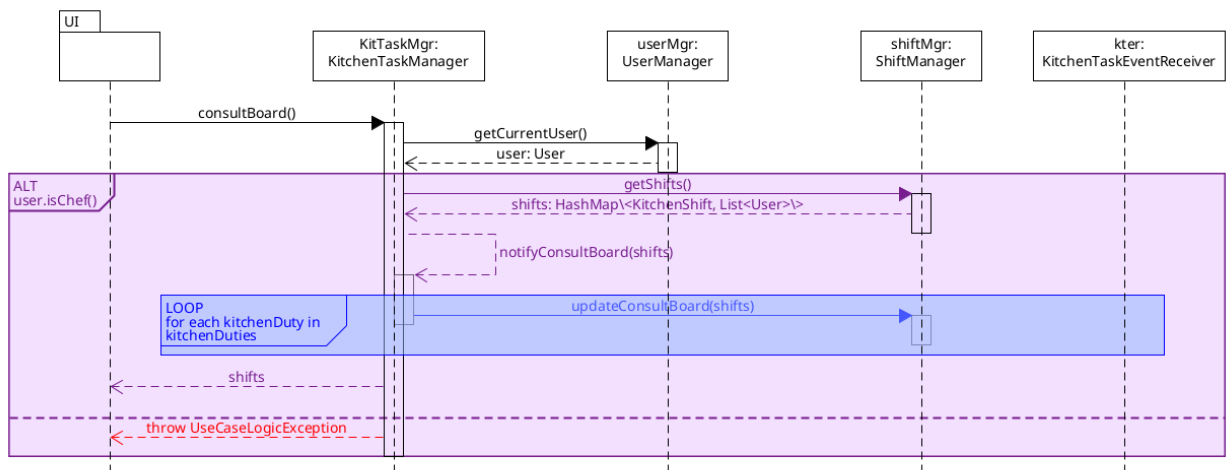 UI
KitTaskMgr:
KitchenTaskManager
userMgr:
UserManager
shiftMgr:
ShiftManager
kter:
KitchenTaskEventReceiver
consultBoard()
getCurrentUser()
user: User
ALT
user.isChef()
getShifts()
shifts: HashMap\<KitchenShift, List<User>\>
notifyConsultBoard(shifts)
LOOP
for each kitchenDuty in
kitchenDuties
updateConsultBoard(shifts)
shifts
throw UseCaseLogicException